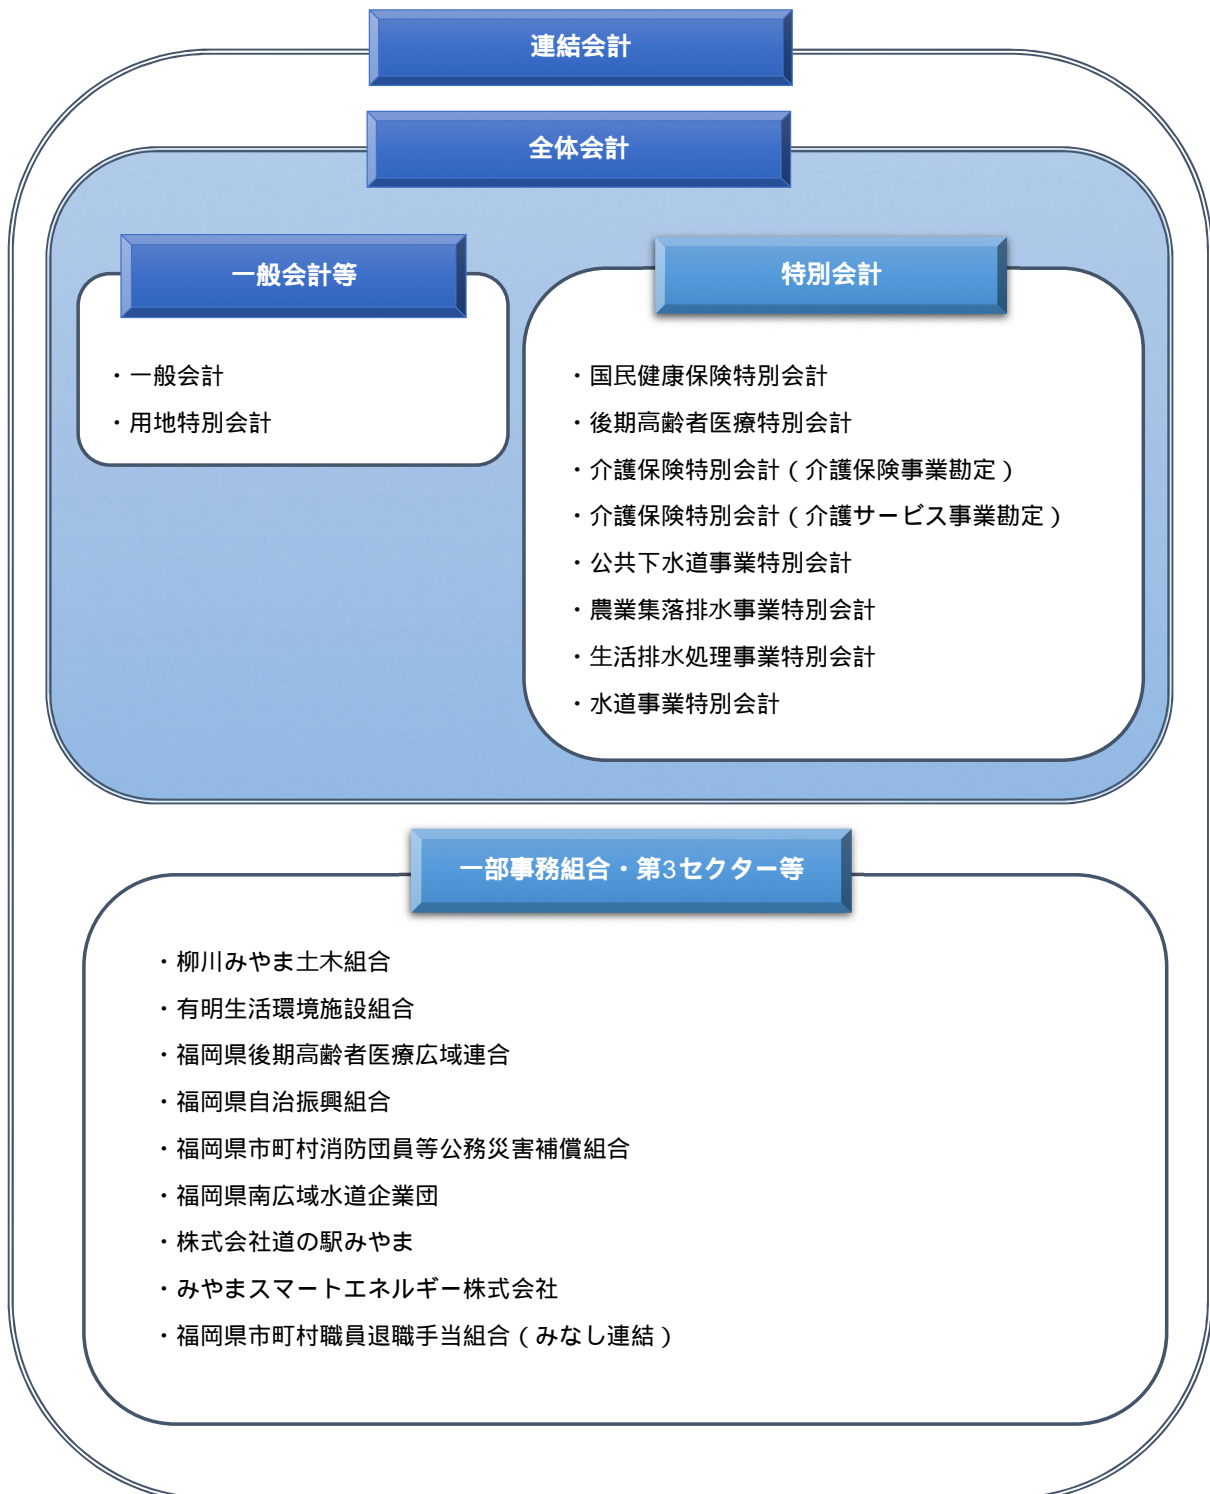 連結会計
全体会計
一般会計等
・一般会計
・用地特別会計
特別会計
・国民健康保険特別会計
・後期高齢者医療特別会計
・介護保険特別会計（介護保険事業勘定）
・介護保険特別会計（介護サービス事業勘定）
・公共下水道事業特別会計
・農業集落排水事業特別会計
・生活排水処理事業特別会計
・水道事業特別会計
一部事務組合・第3セクター等
・柳川みやま土木組合
・有明生活環境施設組合
・福岡県後期高齢者医療広域連合
・福岡県自治振興組合
・福岡県市町村消防団員等公務災害補償組合
・福岡県南広域水道企業団
・株式会社道の駅みやま
・みやまスマートエネルギー株式会社
・福岡県市町村職員退職手当組合（みなし連結）